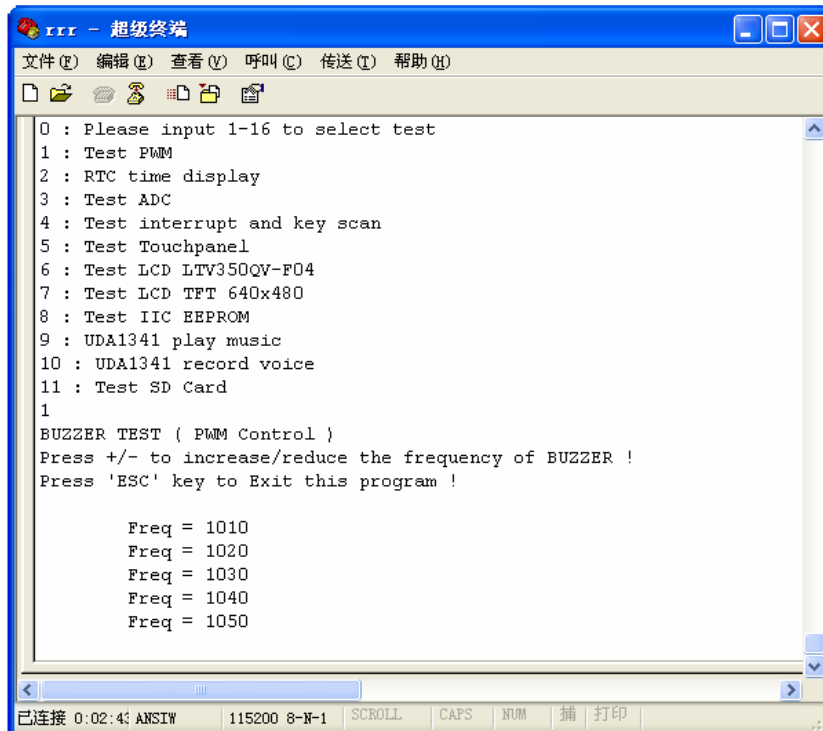 rrr - 超级终端
文件(F) 编辑(E) 查看(V) 呼叫(C) 传送(T) 帮助(H)
0 : Please input 1-16 to select test
1 : Test PWM
2 : RTC time display
3 : Test ADC
4 : Test interrupt and key scan
5 : Test Touchpanel
6 : Test LCD LTV350QV-F04
7 : Test LCD TFT 640x480
8 : Test IIC EEPROM
9 : UDA1341 play music
10 : UDA1341 record voice
11 : Test SD Card
1
BUZZER TEST ( PWM Control )
Press +/- to increase/reduce the frequency of BUZZER !
Press 'ESC' key to Exit this program !
Freq = 1010
Freq = 1020
Freq = 1030
Freq = 1040
Freq = 1050
已连接 0:02:43 ANSIW 115200 8-N-1 SCROLL CAPS NUM 捕 打印